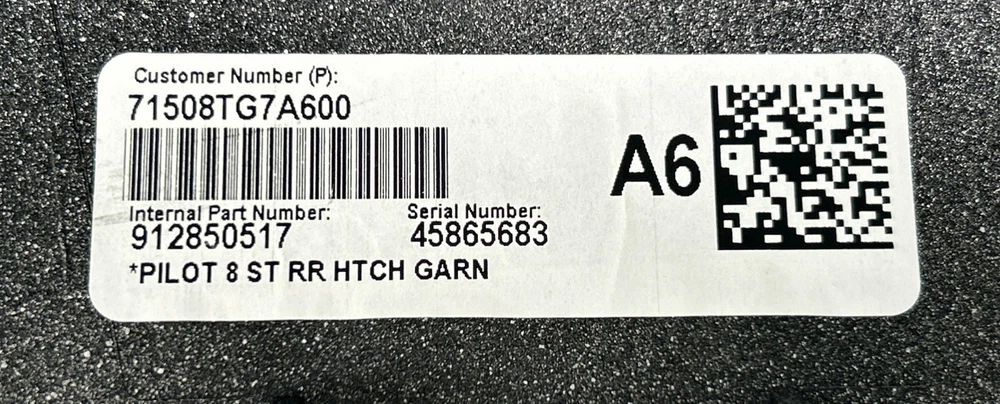 Customer Number (P):
71508TG7A600
A6
Internal Part Number: Serial Number:
912850517 45865683
*PILOT 8 ST RR HTCH GARN